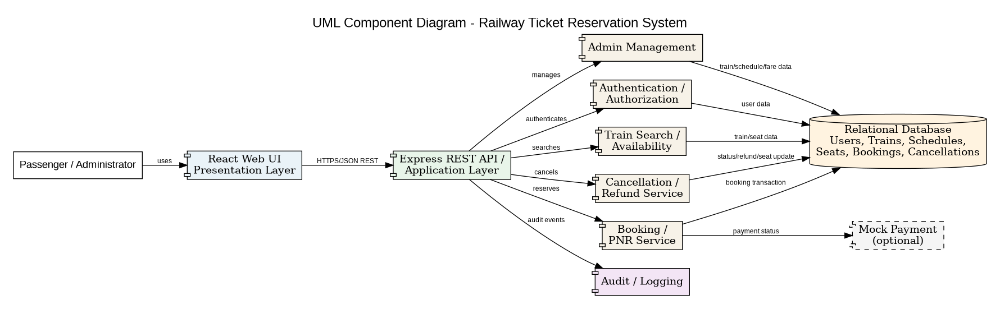 UML Component Diagram - Railway Ticket Reservation System
Passenger / Administrator
uses
React Web UI
Presentation Layer
HTTPS/JSON REST
Express REST API /
Application Layer
manages
authenticates
searches
cancels
reserves
audit events
Admin Management
Authentication /
Authorization
Train Search /
Availability
Cancellation /
Refund Service
Booking /
PNR Service
Audit / Logging
train/schedule/fare data
user data
train/seat data
status/refund/seat update
booking transaction
payment status
Relational Database
Users, Trains, Schedules,
Seats, Bookings, Cancellations
Mock Payment
(optional)